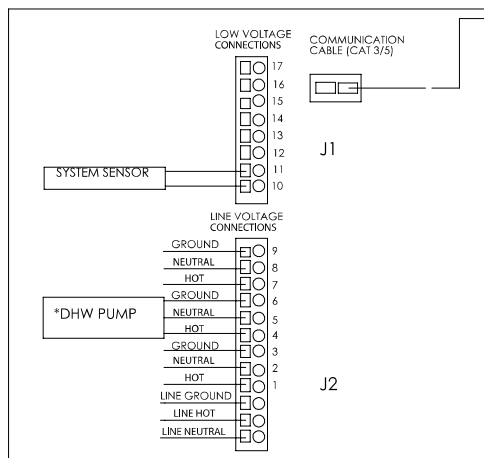 LOW VOLTAGE
CONNECTIONS
COMMUNICATION
CABLE (CAT 3/5)
17
16
15
14
13
12
11
10
J1
SYSTEM SENSOR
LINE VOLTAGE
CONNECTIONS
GROUND 9
NEUTRAL 8
HOT 7
GROUND 6
*DHW PUMP
NEUTRAL 5
HOT 4
GROUND 3
NEUTRAL 2
HOT 1
J2
LINE GROUND
LINE HOT
LINE NEUTRAL